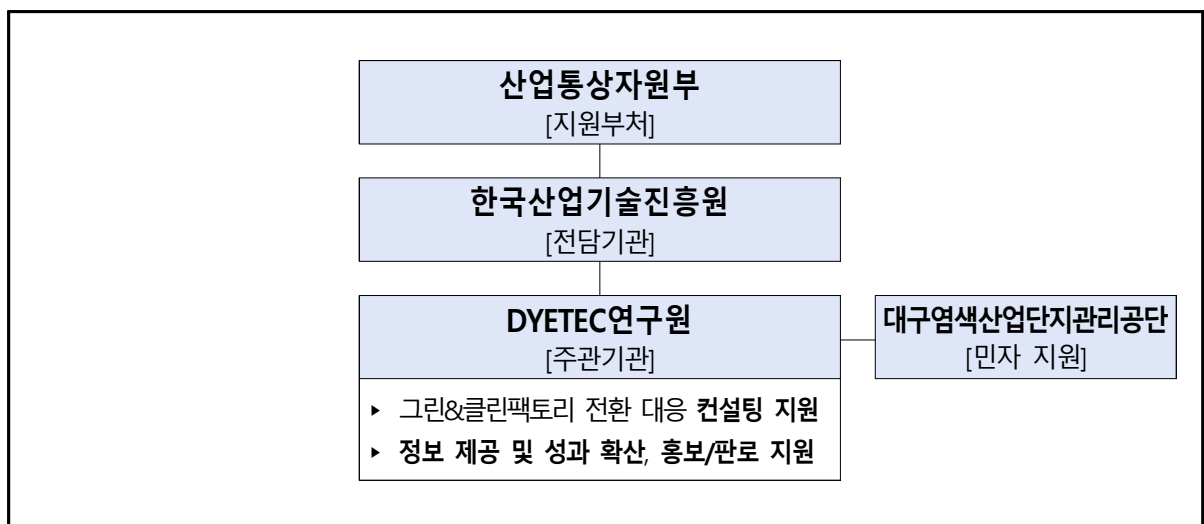 산업통상자원부
[지원부처]
한국산업기술진흥원
[전담기관]
DYETEC연구원
[주관기관]
대구염색산업단지관리공단
[민자 지원]
▸ 그린&클린팩토리 전환 대응 컨설팅 지원
▸ 정보 제공 및 성과 확산, 홍보/판로 지원